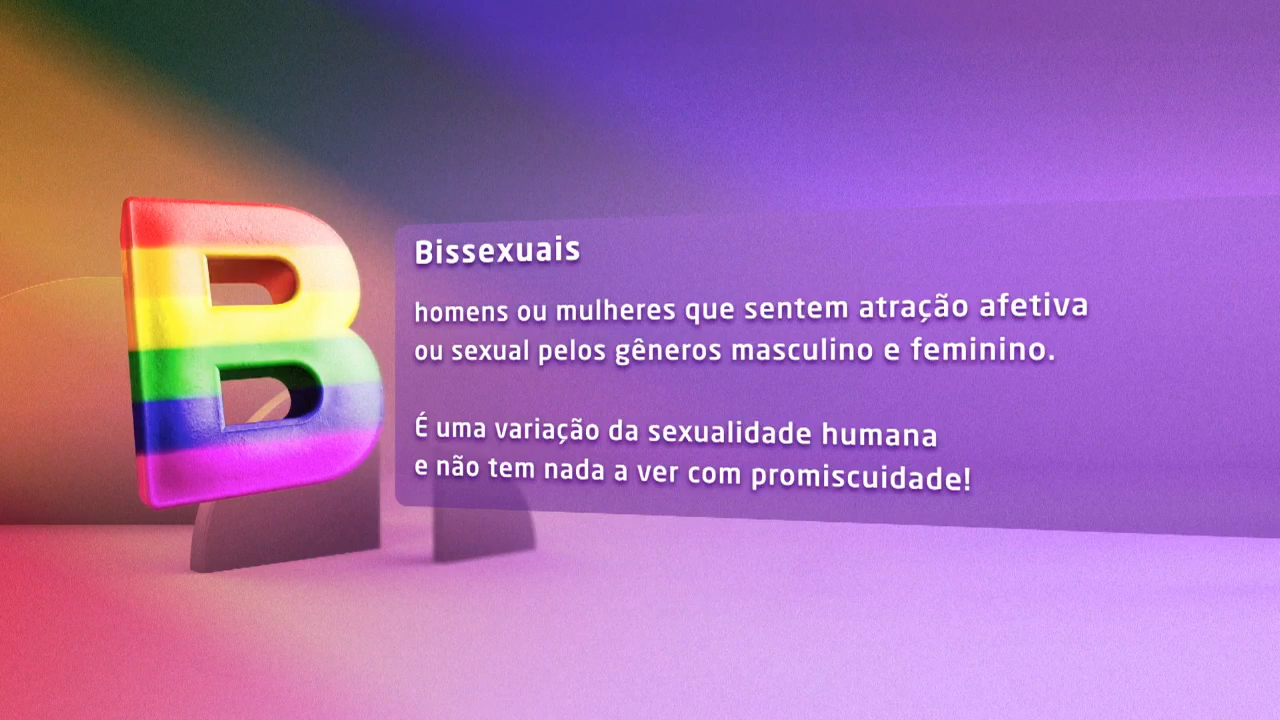 B
Bissexuais
homens ou mulheres que sentem atração afetiva
ou sexual pelos gêneros masculino e feminino.
É uma variação da sexualidade humana
e não tem nada a ver com promiscuidade!